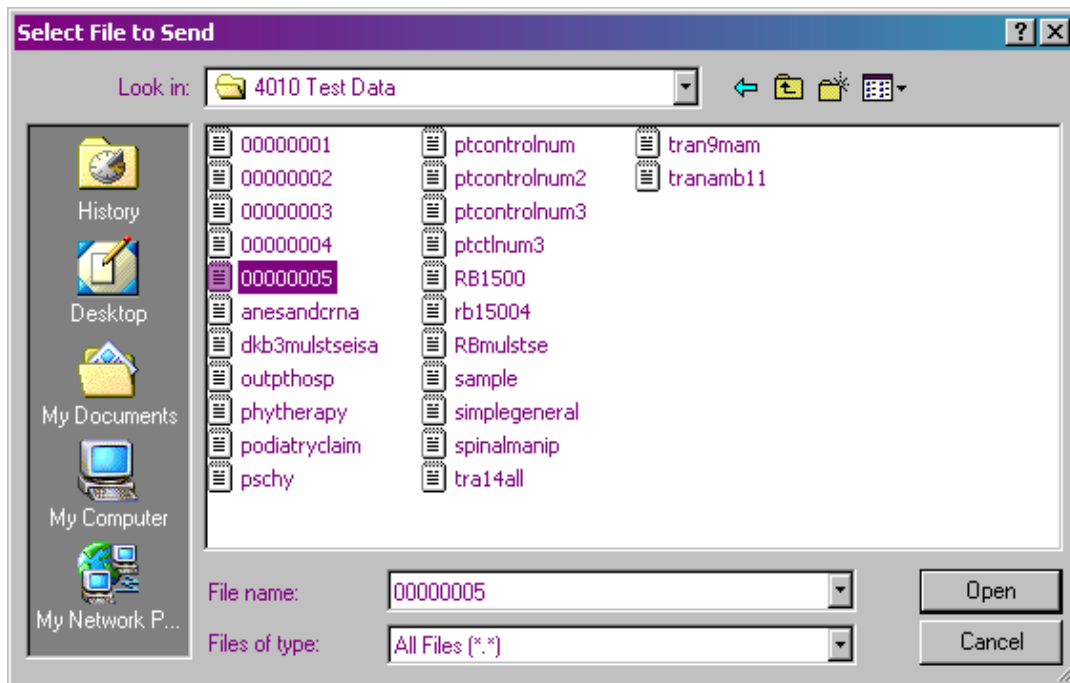 Select File to Send
Look in: 4010 Test Data
History
Desktop
My Documents
My Computer
My Network P...
00000001
00000002
00000003
00000004
00000005
anesandcrna
dkb3mulstseisa
outpthosp
phytherapy
podiatryclaim
pschy
ptcontrolnum
ptcontrolnum2
ptcontrolnum3
ptctlnum3
RB1500
rb15004
RBmulstse
sample
simplegeneral
spinalmanip
tra14all
tran9mam
tranamb11
File name: 00000005 Open
Files of type: All Files (*.*) Cancel